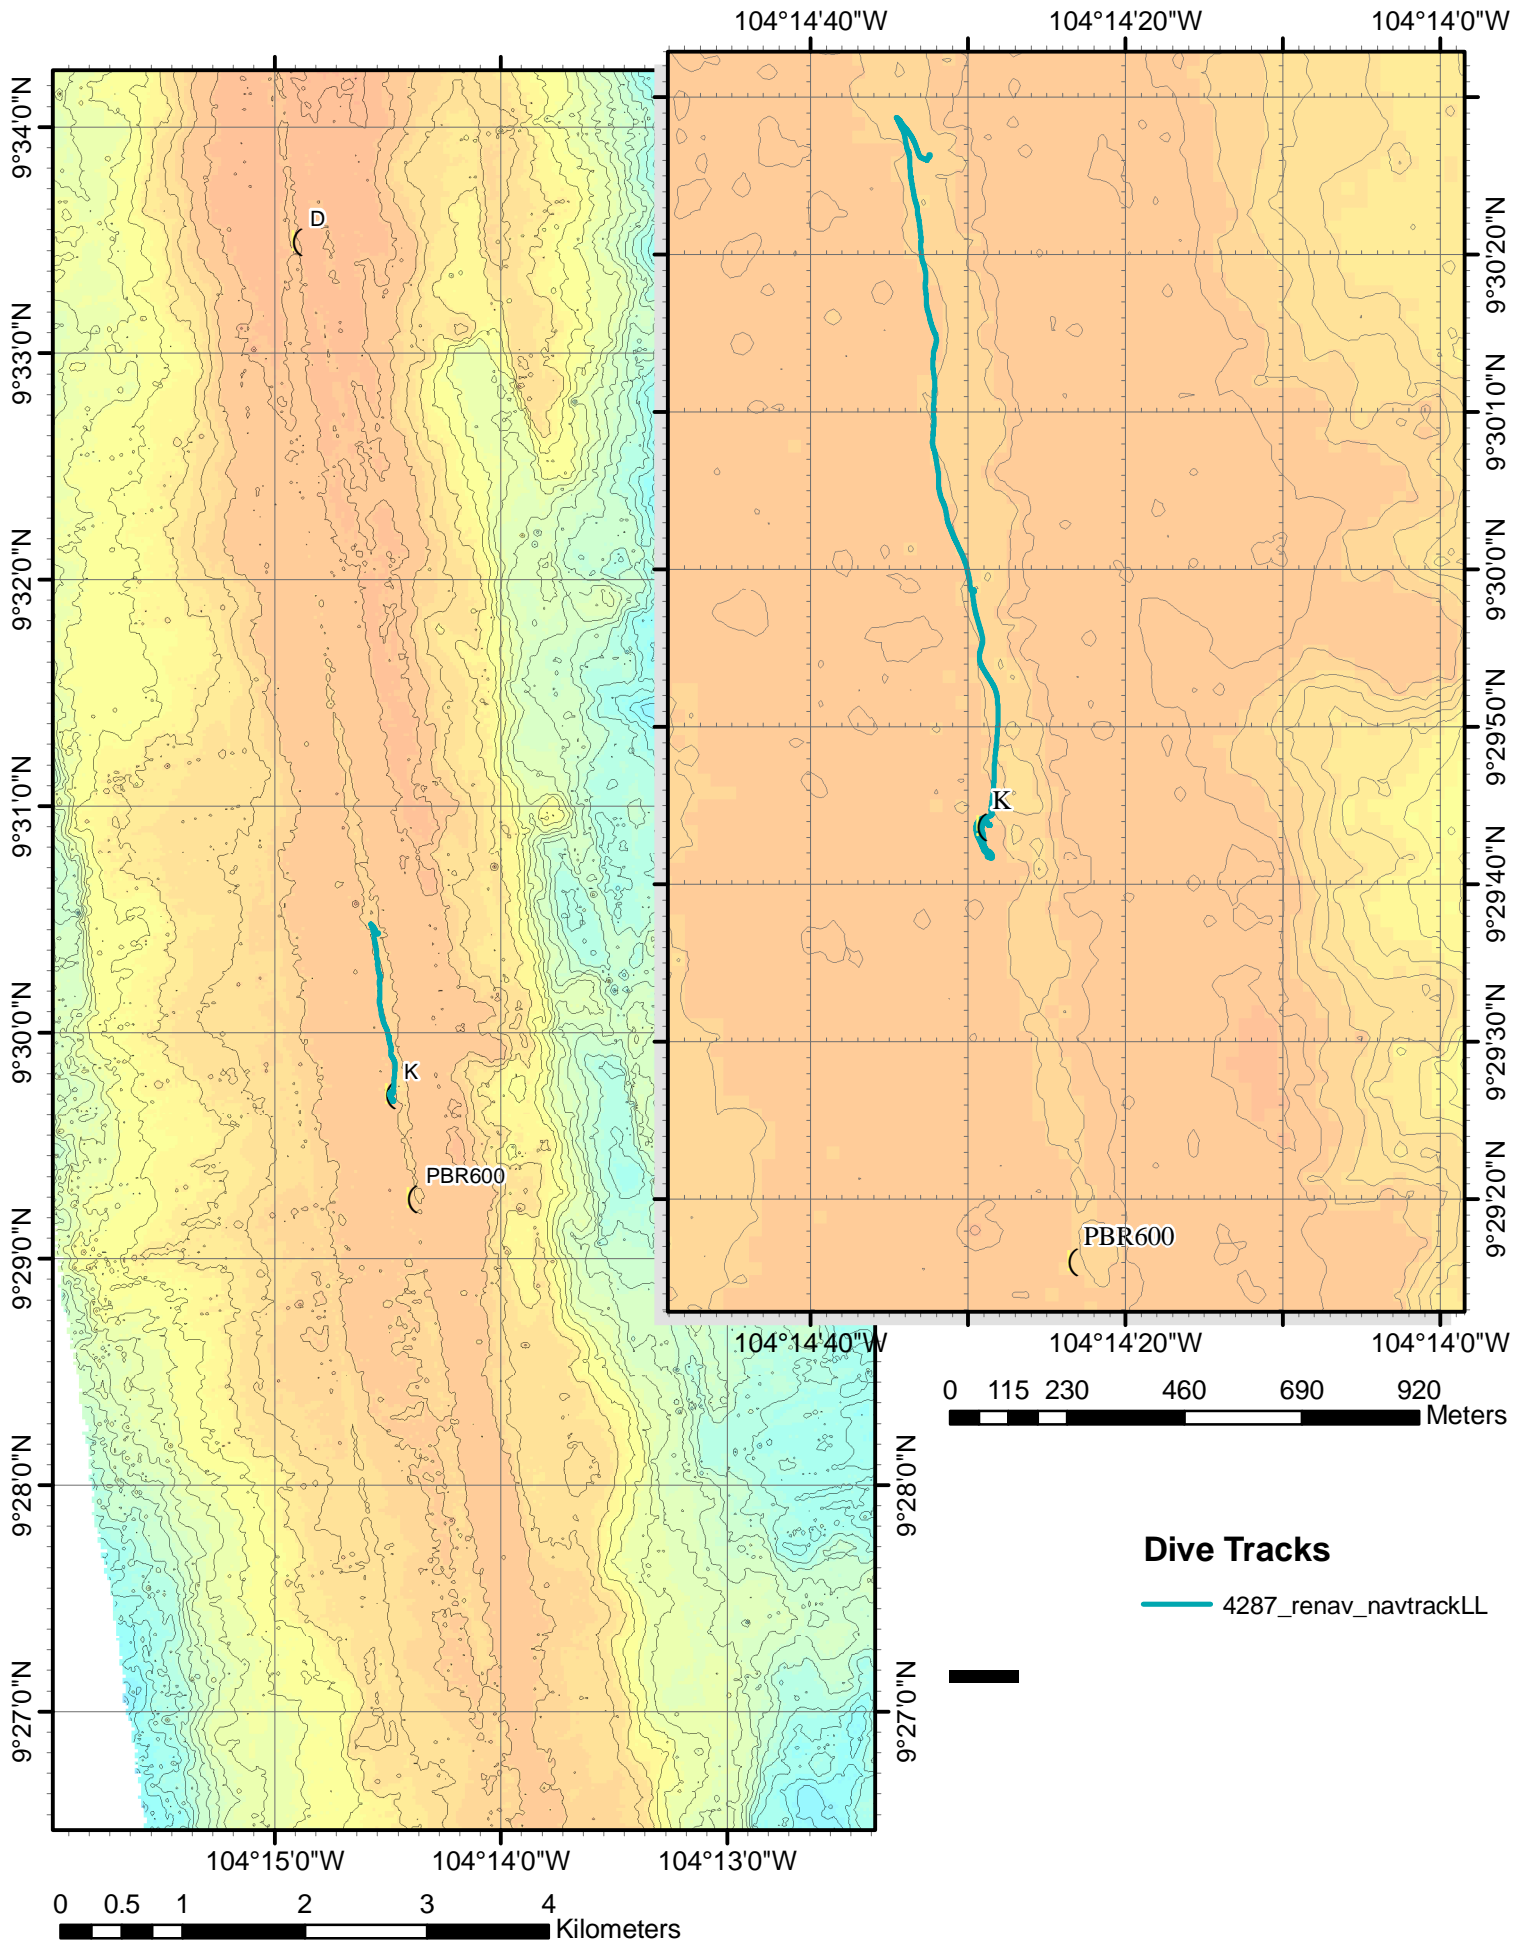 104°14'40"W 104°14'20"W 104°14'0"W
9°34'0"N
9°33'0"N
9°32'0"N
9°31'0"N
9°30'0"N
9°29'0"N
9°28'0"N
9°27'0"N
D
K
PBR600
K
PBR600
9°30'20"N
9°30'10"N
9°30'0"N
9°29'50"N
9°29'40"N
9°29'30"N
9°29'20"N
104°14'40"W 104°14'20"W 104°14'0"W
0 115 230 460 690 920
Meters
9°28'0"N
9°27'0"N
Dive Tracks
4287_renav_navtrackLL
104°15'0"W 104°14'0"W 104°13'0"W
0 0.5 1 2 3 4
Kilometers